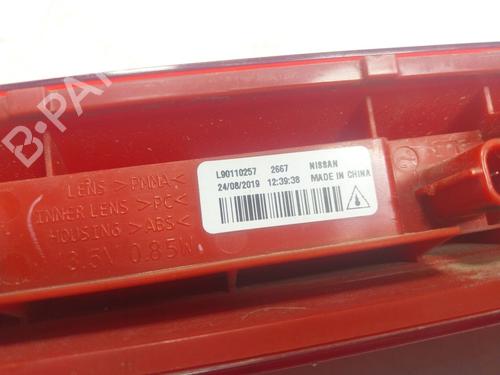 B-PARTS
L90110257 2667 NISSAN
24/08/2019 12:39:38 MADE IN CHINA
LENS >PMMA<
INNER LENS >PC<
HOUSING >ABS<
13.5V 0.85W